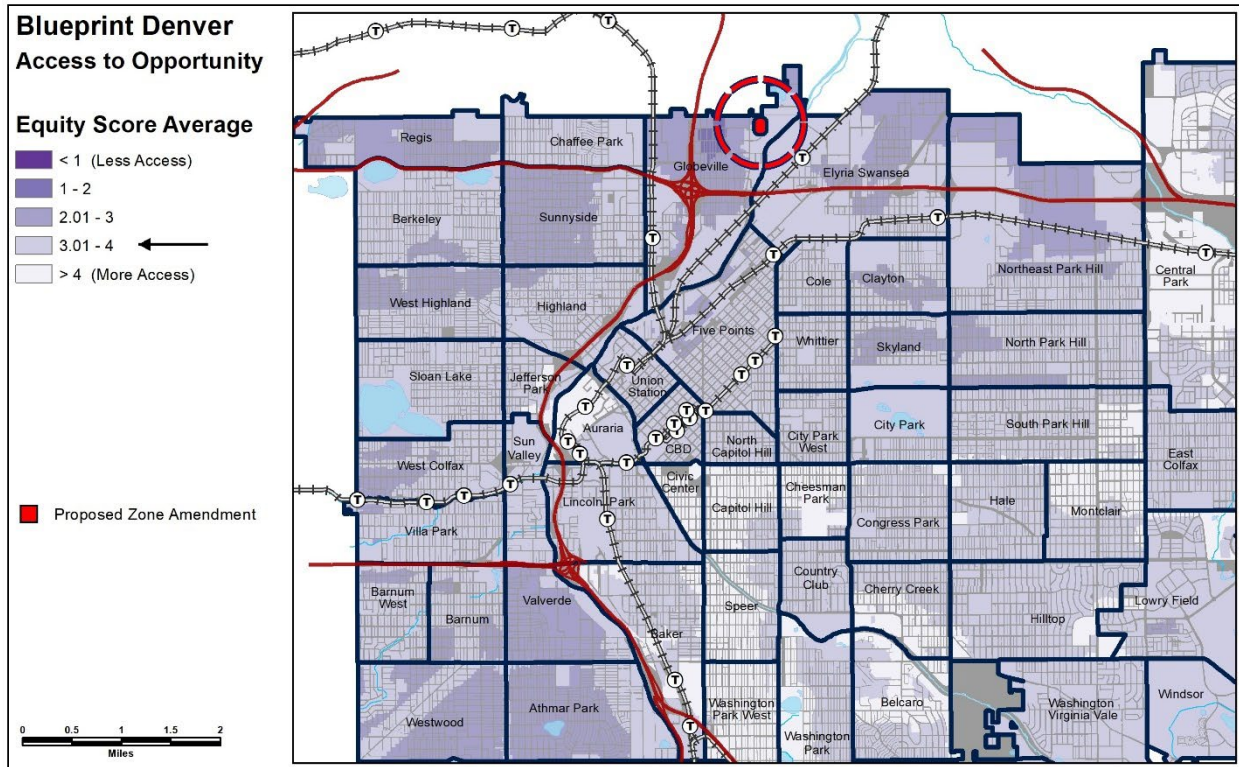 Blueprint Denver
Access to Opportunity
Equity Score Average
< 1 (Less Access)
1 - 2
2.01 - 3
3.01 - 4
> 4 (More Access)
Proposed Zone Amendment
0 0.5 1 1.5 2
Miles
T
T
T
Regis
Chaffee Park
Globeville
T
Elyria Swansea
Berkeley
Sunnyside
T
T
T
T
Northeast Park Hill
Central
Park
Cole
Clayton
West Highland
Highland
Five Points
T
Whittier
Skyland
North Park Hill
Sloan Lake
Jefferson
Park
T
Union
Station
T
T
T
Auraria
T
T
T
T
T
City Park
South Park Hill
T
T
Sun
Valley
T
T
T
CBD
North
Capitol Hill
City Park
West
East
Colfax
West Colfax
T
T
T
T
Civic
Center
Lincoln Park
T
Capitol Hill
Cheesman
Park
Congress Park
Hale
Montclair
Villa Park
Barnum
West
Barnum
Valverde
Baker
Speer
Country
Club
Cherry Creek
Hilltop
Lowry Field
T
T
Westwood
Athmar Park
Washington
Park West
Washington
Park
Belcaro
Washington
Virginia Vale
Windsor